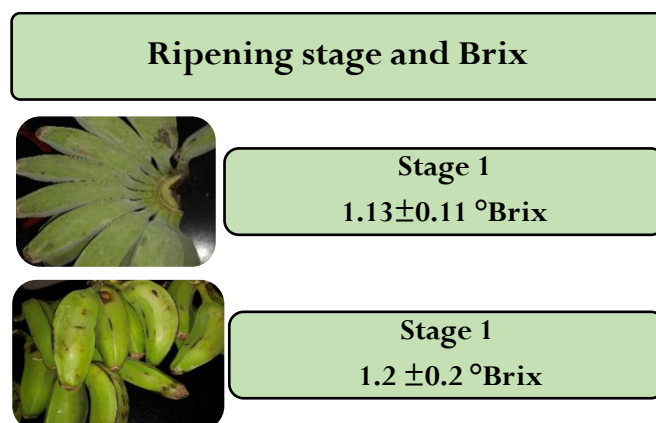 Ripening stage and Brix
Stage 1
1.13±0.11 °Brix
Stage 1
1.2 ±0.2 °Brix